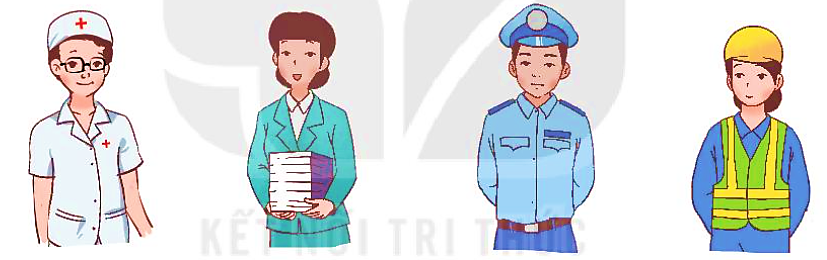 KẾT NỐI TRI THỨC